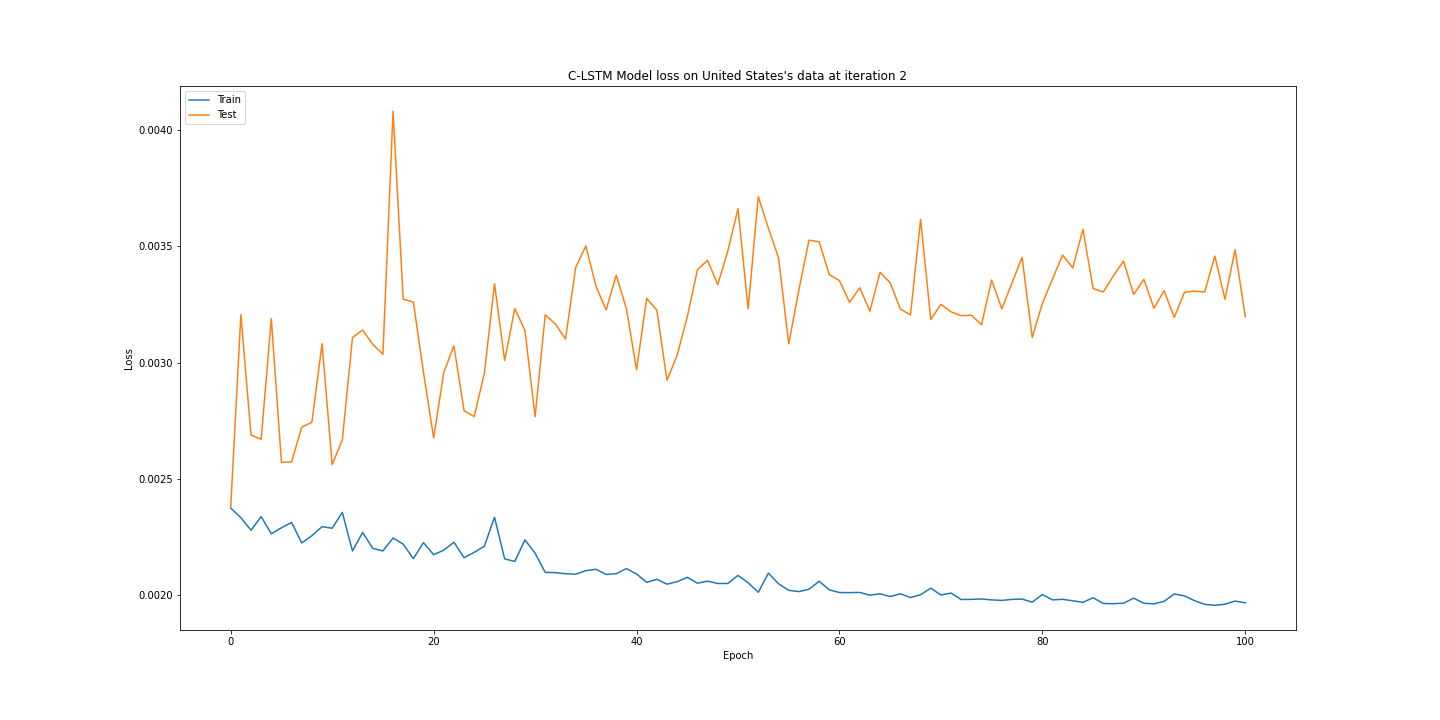 C-LSTM Model loss on United States's data at iteration 2
Train
Test
0.0040
0.0035
0.0030
0.0025
0.0020
Loss
0 20 40 60 80 100
Epoch